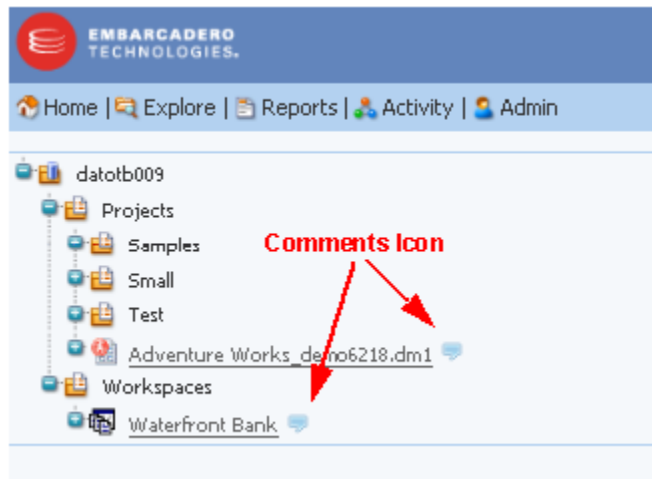 EMBARCADERO
TECHNOLOGIES.
Home | Explore | Reports | Activity | Admin
datotb009
Projects
Samples
Comments Icon
Small
Test
Adventure Works_demo6218.dm1
Workspaces
Waterfront Bank